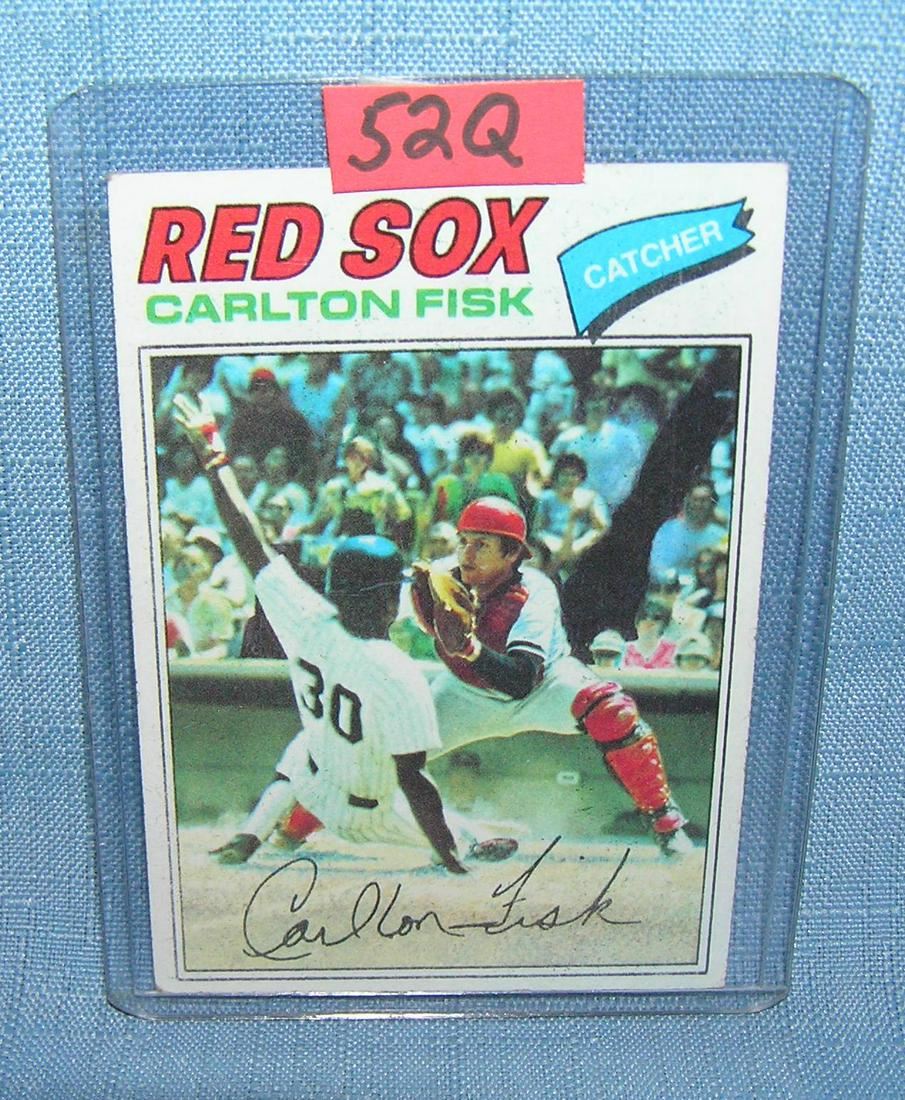 52Q
RED SOX
CARLTON FISK
CATCHER
30
Carlton Fisk